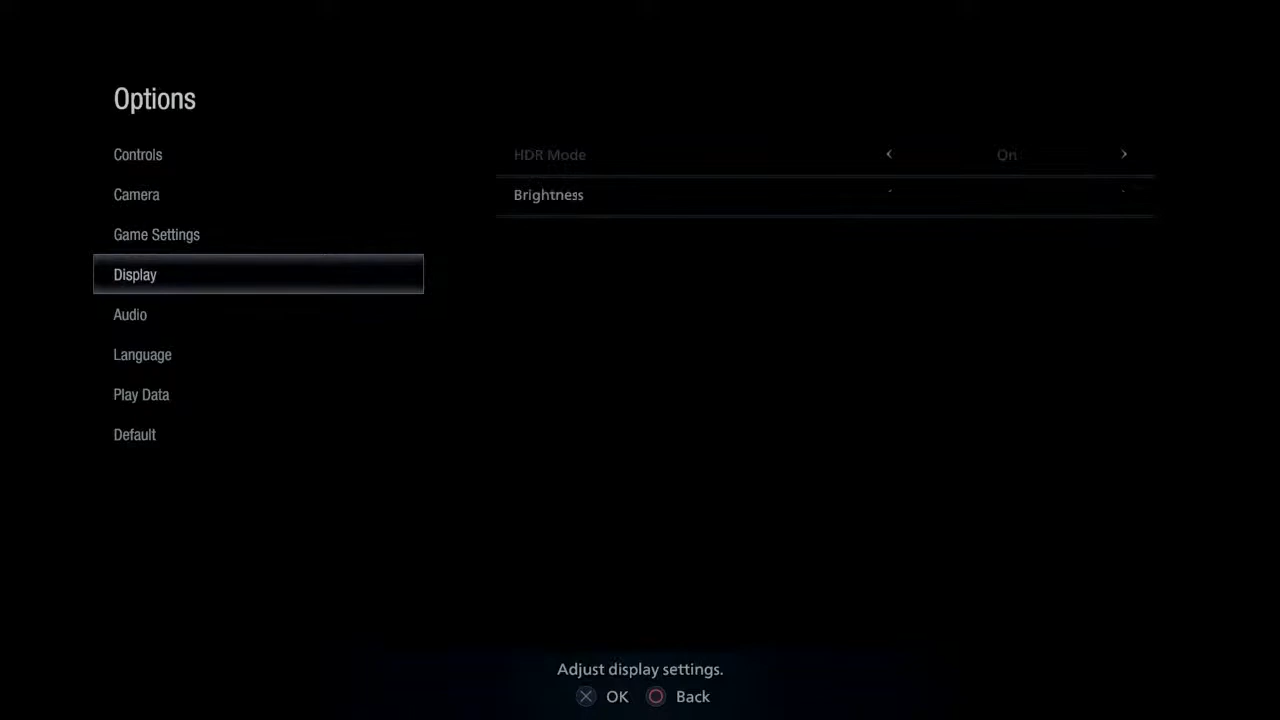 Options
Controls
Camera
Game Settings
Display
Audio
Language
Play Data
Default
HDR Mode < On >
Brightness
Adjust display settings.
OK Back